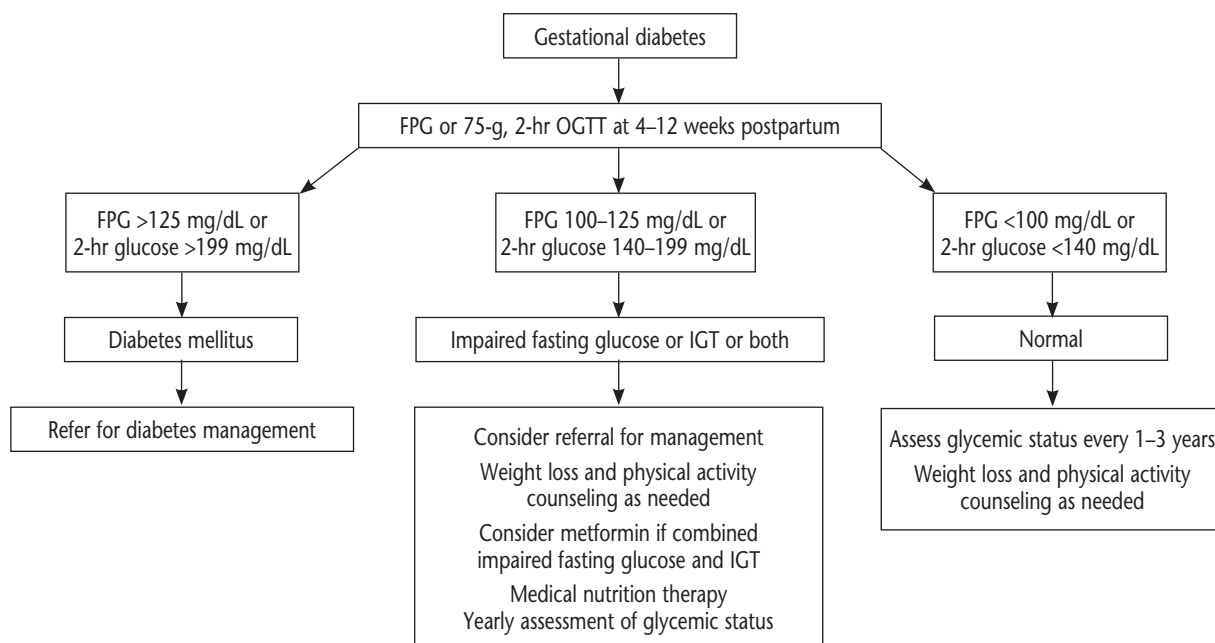 Gestational diabetes
FPG or 75-g, 2-hr OGTT at 4–12 weeks postpartum
FPG >125 mg/dL or
2-hr glucose >199 mg/dL
FPG 100–125 mg/dL or
2-hr glucose 140–199 mg/dL
FPG <100 mg/dL or
2-hr glucose <140 mg/dL
Diabetes mellitus
Impaired fasting glucose or IGT or both
Normal
Refer for diabetes management
Consider referral for management
Weight loss and physical activity
counseling as needed
Consider metformin if combined
impaired fasting glucose and IGT
Medical nutrition therapy
Yearly assessment of glycemic status
Assess glycemic status every 1–3 years
Weight loss and physical activity
counseling as needed